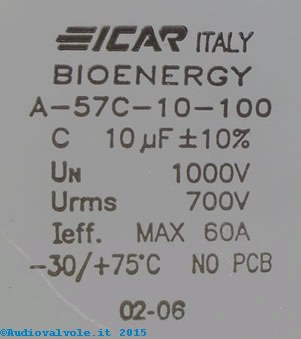 ICAR ITALY
BIOENERGY
A-57C-10-100
C 10 µF ±10%
UN 1000V
Urms 700V
Ieff. MAX 60A
-30/+75°C NO PCB
02-06
©Audiovalvole.it 2015